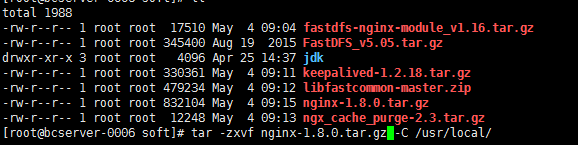 total 1988
-rw-r--r-- 1 root root  17510 May  4 09:04 fastdfs-nginx-module_v1.16.tar.gz
-rw-r--r-- 1 root root 345400 Aug 19  2015 FastDFS_v5.05.tar.gz
drwxr-xr-x 3 root root   4096 Apr 25 14:37 jdk
-rw-r--r-- 1 root root 330361 May  4 09:11 keepalived-1.2.18.tar.gz
-rw-r--r-- 1 root root 479234 May  4 09:12 libfastcommon-master.zip
-rw-r--r-- 1 root root 832104 May  4 09:15 nginx-1.8.0.tar.gz
-rw-r--r-- 1 root root  12248 May  4 09:13 ngx_cache_purge-2.3.tar.gz
[root@bcserver-0006 soft]# tar -zxvf nginx-1.8.0.tar.gz -C /usr/local/